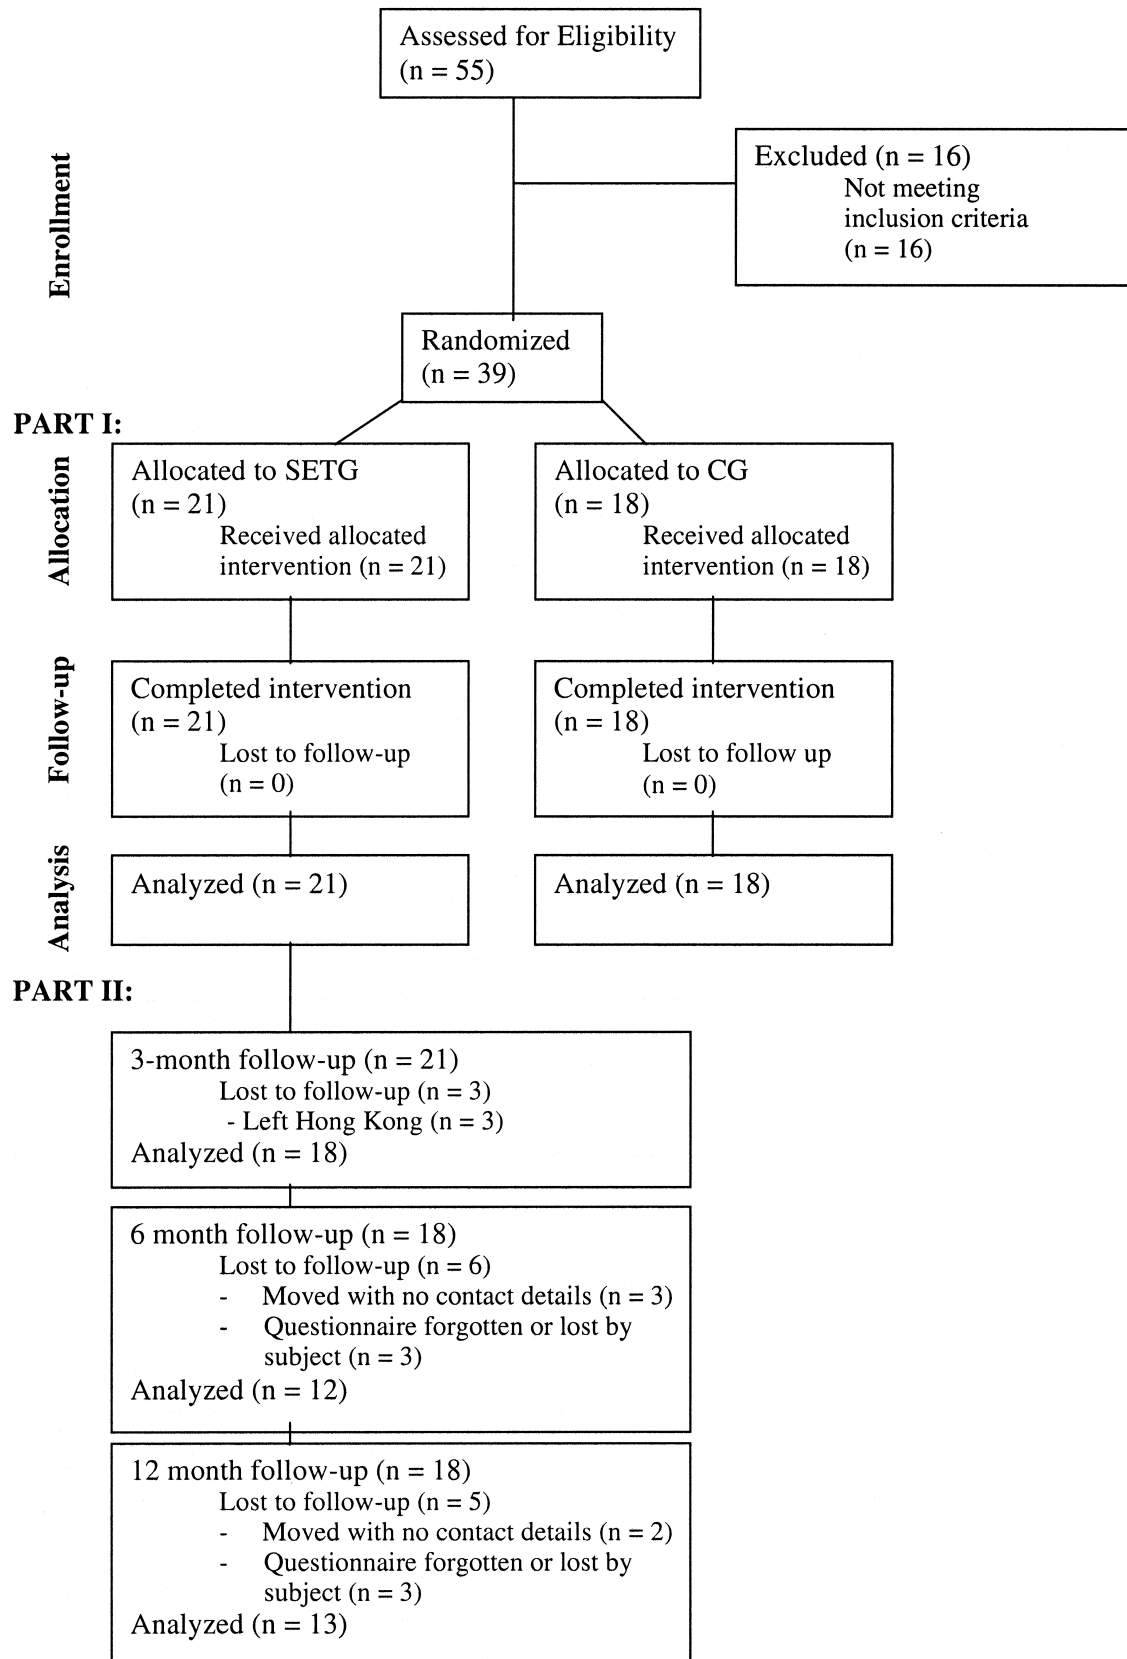 Assessed for Eligibility
(n = 55)
Enrollment
Excluded (n = 16)
Not meeting
inclusion criteria
(n = 16)
Randomized
(n = 39)
PART I:
Allocation
Allocated to SETG
(n = 21)
Received allocated
intervention (n = 21)
Allocated to CG
(n = 18)
Received allocated
intervention (n = 18)
Follow-up
Completed intervention
(n = 21)
Lost to follow-up
(n = 0)
Completed intervention
(n = 18)
Lost to follow up
(n = 0)
Analysis
Analyzed (n = 21)
Analyzed (n = 18)
PART II:
3-month follow-up (n = 21)
Lost to follow-up (n = 3)
- Left Hong Kong (n = 3)
Analyzed (n = 18)
6 month follow-up (n = 18)
Lost to follow-up (n = 6)
- Moved with no contact details (n = 3)
- Questionnaire forgotten or lost by
subject (n = 3)
Analyzed (n = 12)
12 month follow-up (n = 18)
Lost to follow-up (n = 5)
- Moved with no contact details (n = 2)
- Questionnaire forgotten or lost by
subject (n = 3)
Analyzed (n = 13)